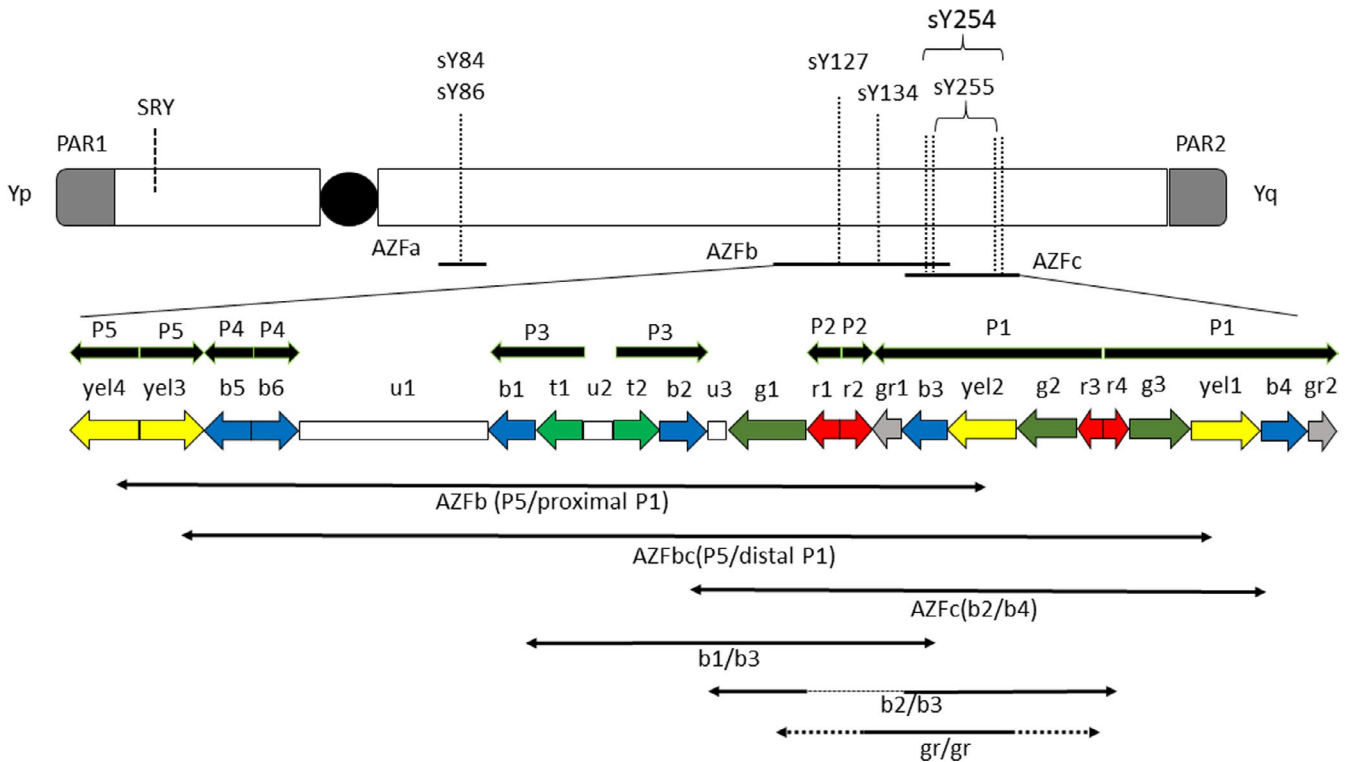 sY254
sY84
sY127
sY86
sY134
sY255
SRY
PAR1
PAR2
Yp
Yq
AZFa
AZFb
AZFc
P5 P5 P4 P4 P3 P3 P2 P2 P1 P1
yel4 yel3 b5 b6 u1 b1 t1 u2 t2 b2 u3 g1 r1 r2 gr1 b3 yel2 g2 r3 r4 g3 yel1 b4 gr2
AZFb (P5/proximal P1)
AZFbc(P5/distal P1)
AZFc(b2/b4)
b1/b3
b2/b3
gr/gr